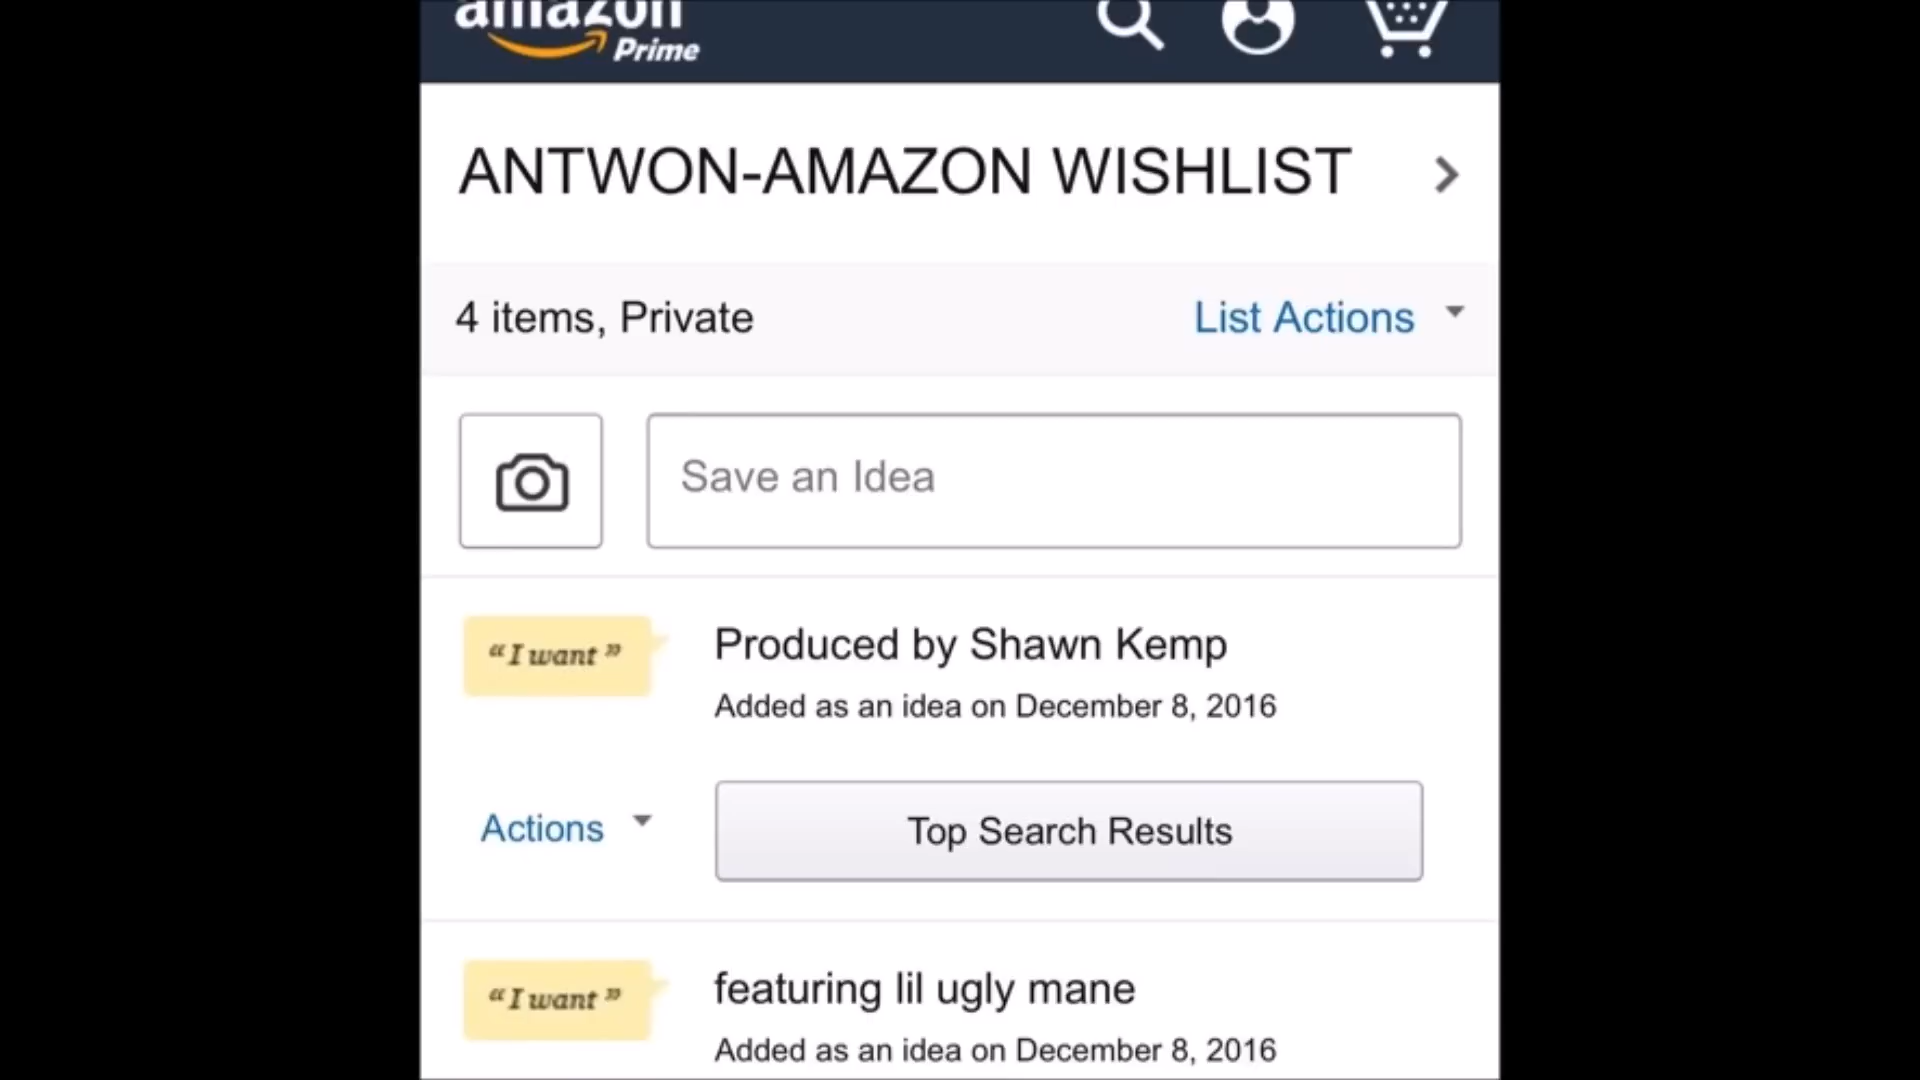 amazon
Prime
ANTWON-AMAZON WISHLIST
4 items, Private
List Actions
Save an Idea
“I want”
Produced by Shawn Kemp
Added as an idea on December 8, 2016
Actions
Top Search Results
“I want”
featuring lil ugly mane
Added as an idea on December 8, 2016